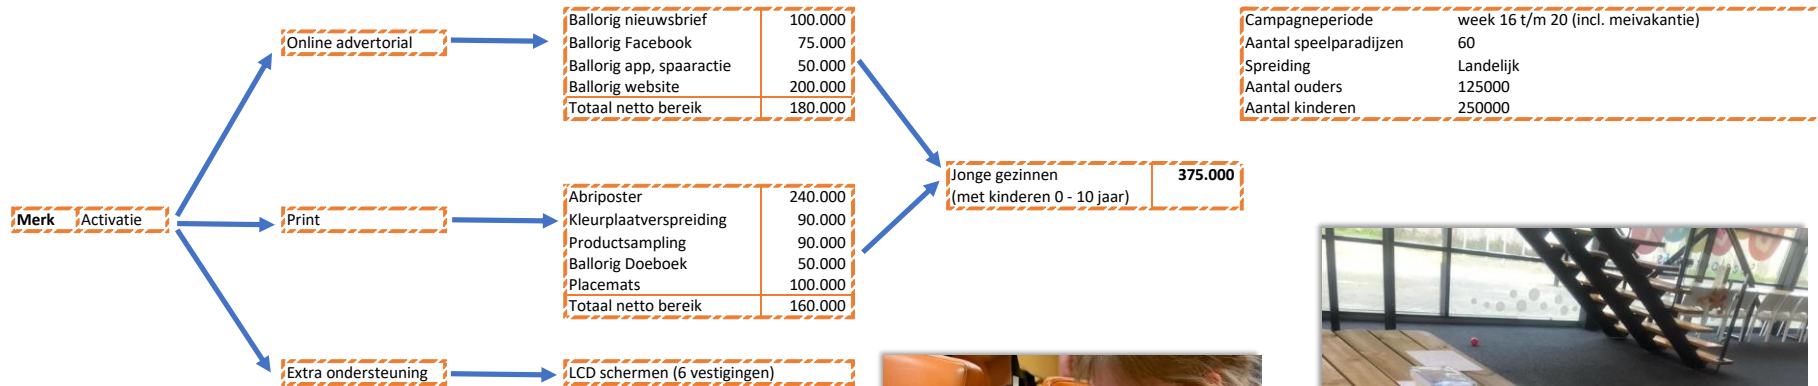 Merk Activatie
Online advertorial
Print
Extra ondersteuning
Ballorig nieuwsbrief 100.000
Ballorig Facebook 75.000
Ballorig app, spaaractie 50.000
Ballorig website 200.000
Totaal netto bereik 180.000
Abriposter 240.000
Kleurplaatverspreiding 90.000
Productsampling 90.000
Ballorig Doeboek 50.000
Placemats 100.000
Totaal netto bereik 160.000
LCD schermen (6 vestigingen)
Jonge gezinnen 375.000
(met kinderen 0 - 10 jaar)
Campagneperiode week 16 t/m 20 (incl. meivakantie)
Aantal speelparadijzen 60
Spreiding Landelijk
Aantal ouders 125000
Aantal kinderen 250000